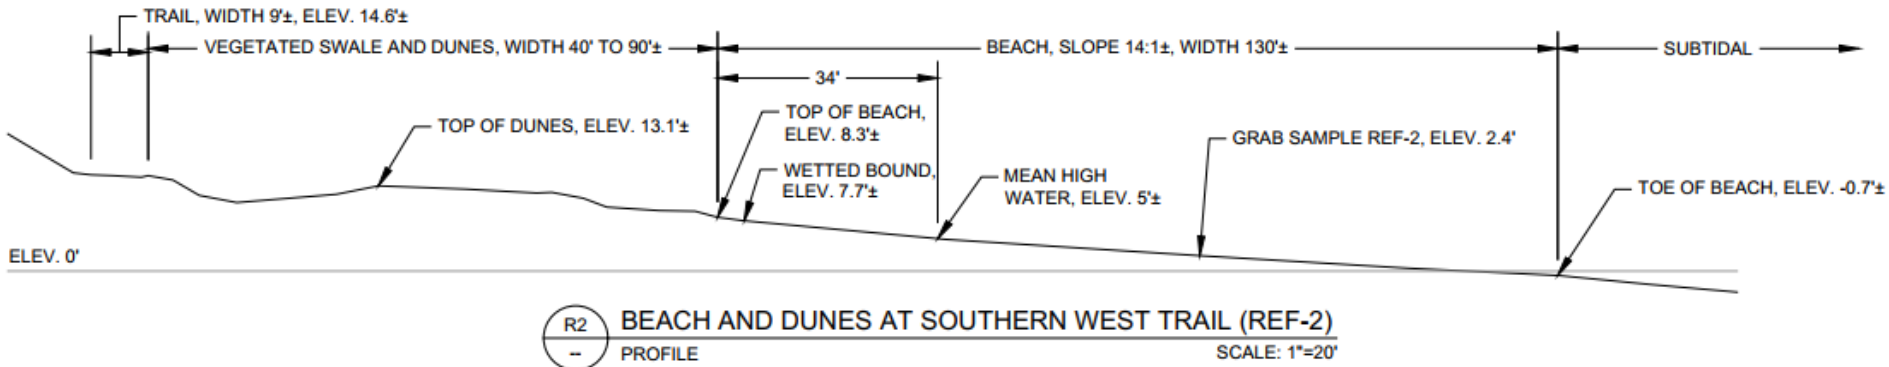 TRAIL, WIDTH 9'±, ELEV. 14.6'±
VEGETATED SWALE AND DUNES, WIDTH 40' TO 90'±
BEACH, SLOPE 14:1±, WIDTH 130'±
SUBTIDAL
34'
TOP OF DUNES, ELEV. 13.1'±
TOP OF BEACH,
ELEV. 8.3'±
WETTED BOUND,
ELEV. 7.7'±
MEAN HIGH
WATER, ELEV. 5'±
GRAB SAMPLE REF-2, ELEV. 2.4'
TOE OF BEACH, ELEV. -0.7'±
ELEV. 0'
R2
--
BEACH AND DUNES AT SOUTHERN WEST TRAIL (REF-2)
PROFILE
SCALE: 1"=20'